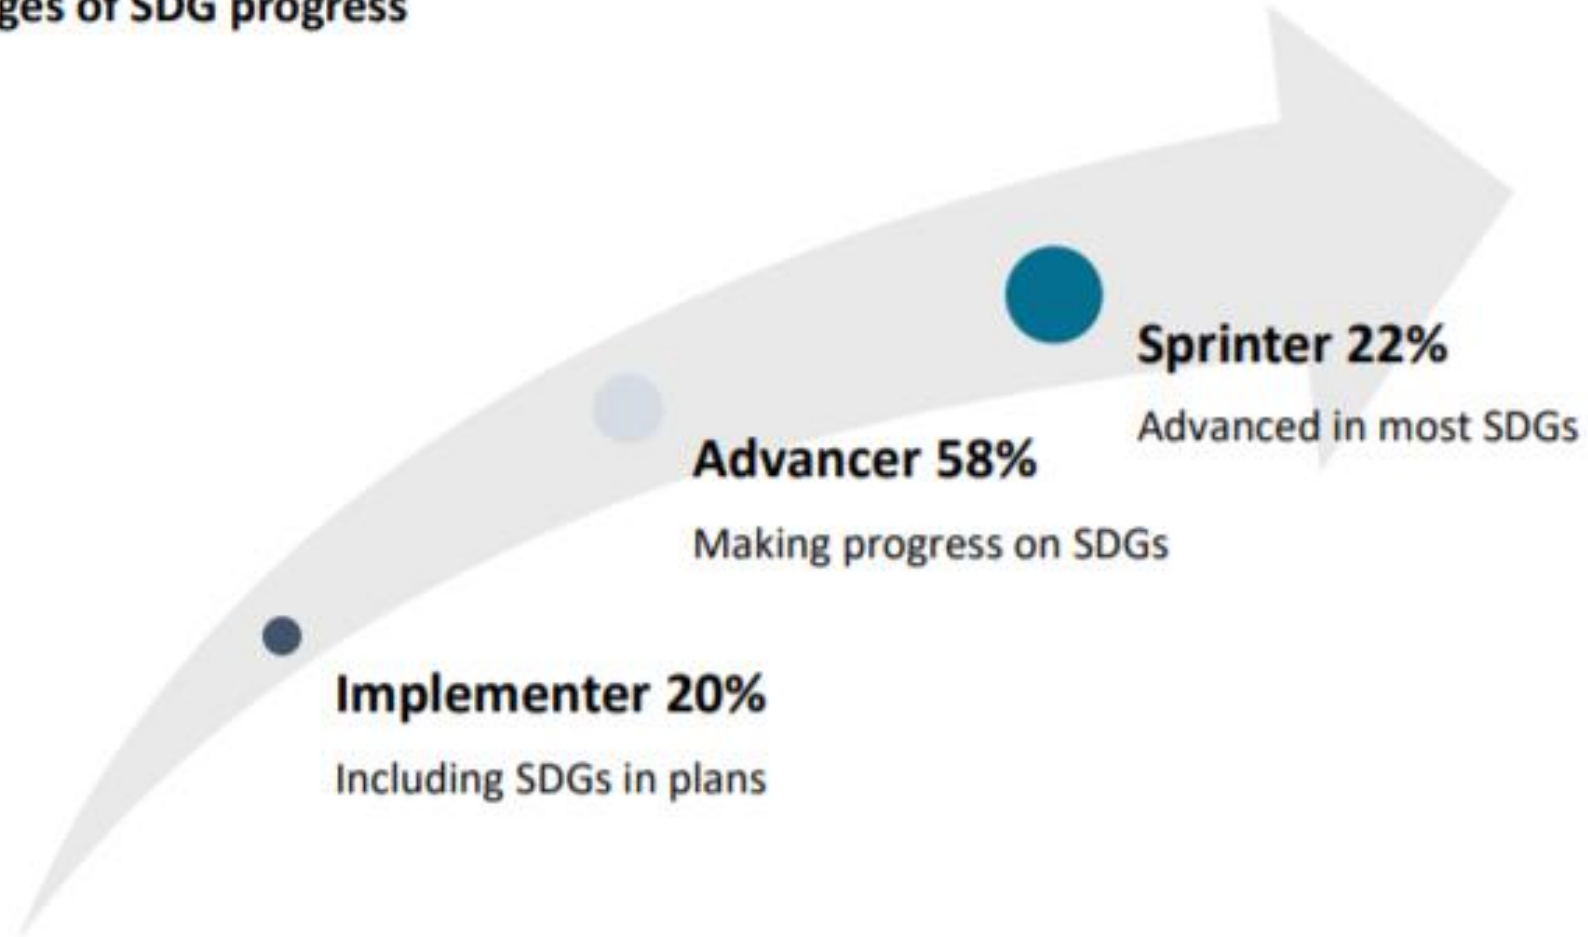 ges of SDG progress
Sprinter 22%
Advanced in most SDGs
Advancer 58%
Making progress on SDGs
Implementer 20%
Including SDGs in plans